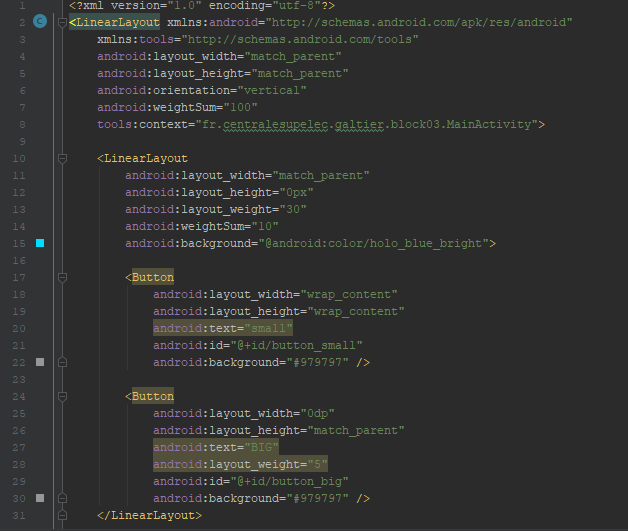 1 <?xml version="1.0" encoding="utf-8"?>
2 C <LinearLayout xmlns:android="http://schemas.android.com/apk/res/android"
3 xmlns:tools="http://schemas.android.com/tools"
4 android:layout_width="match_parent"
5 android:layout_height="match_parent"
6 android:orientation="vertical"
7 android:weightSum="100"
8 tools:context="fr.centralesupelec.galtier.block03.MainActivity">
9
10 <LinearLayout
11 android:layout_width="match_parent"
12 android:layout_height="0px"
13 android:layout_weight="30"
14 android:weightSum="10"
15 android:background="@android:color/holo_blue_bright">
16
17 <Button
18 android:layout_width="wrap_content"
19 android:layout_height="wrap_content"
20 android:text="small"
21 android:id="@+id/button_small"
22 android:background="#979797" />
23
24 <Button
25 android:layout_width="0dp"
26 android:layout_height="match_parent"
27 android:text="BIG"
28 android:layout_weight="5"
29 android:id="@+id/button_big"
30 android:background="#979797" />
31 </LinearLayout>